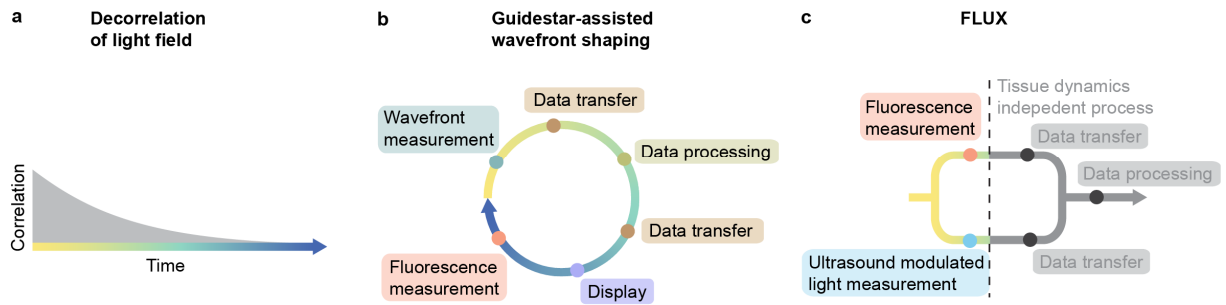 a
Decorrelation
of light field
Correlation
Time
b
Guidestar-assisted
wavefront shaping
Data transfer
Wavefront
measurement
Data processing
Data transfer
Fluorescence
measurement
Display
c
FLUX
Tissue dynamics
indepedent process
Fluorescence
measurement
Data transfer
Data processing
Ultrasound modulated
light measurement
Data transfer